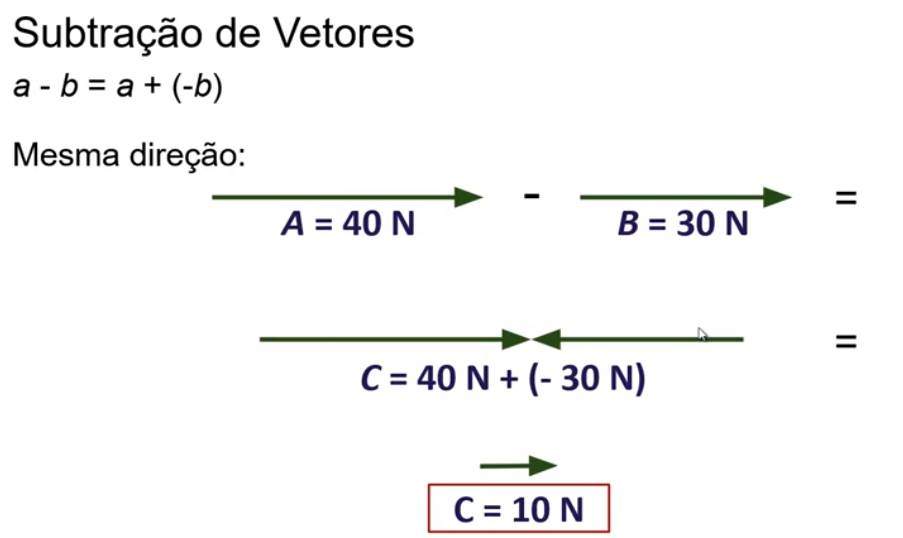 Subtração de Vetores
a - b = a + (-b)
Mesma direção:
- =
A = 40 N B = 30 N
=
C = 40 N + (- 30 N)
C = 10 N